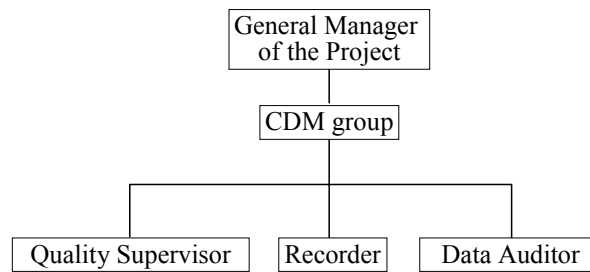 General Manager
of the Project
CDM group
Quality Supervisor
Recorder
Data Auditor